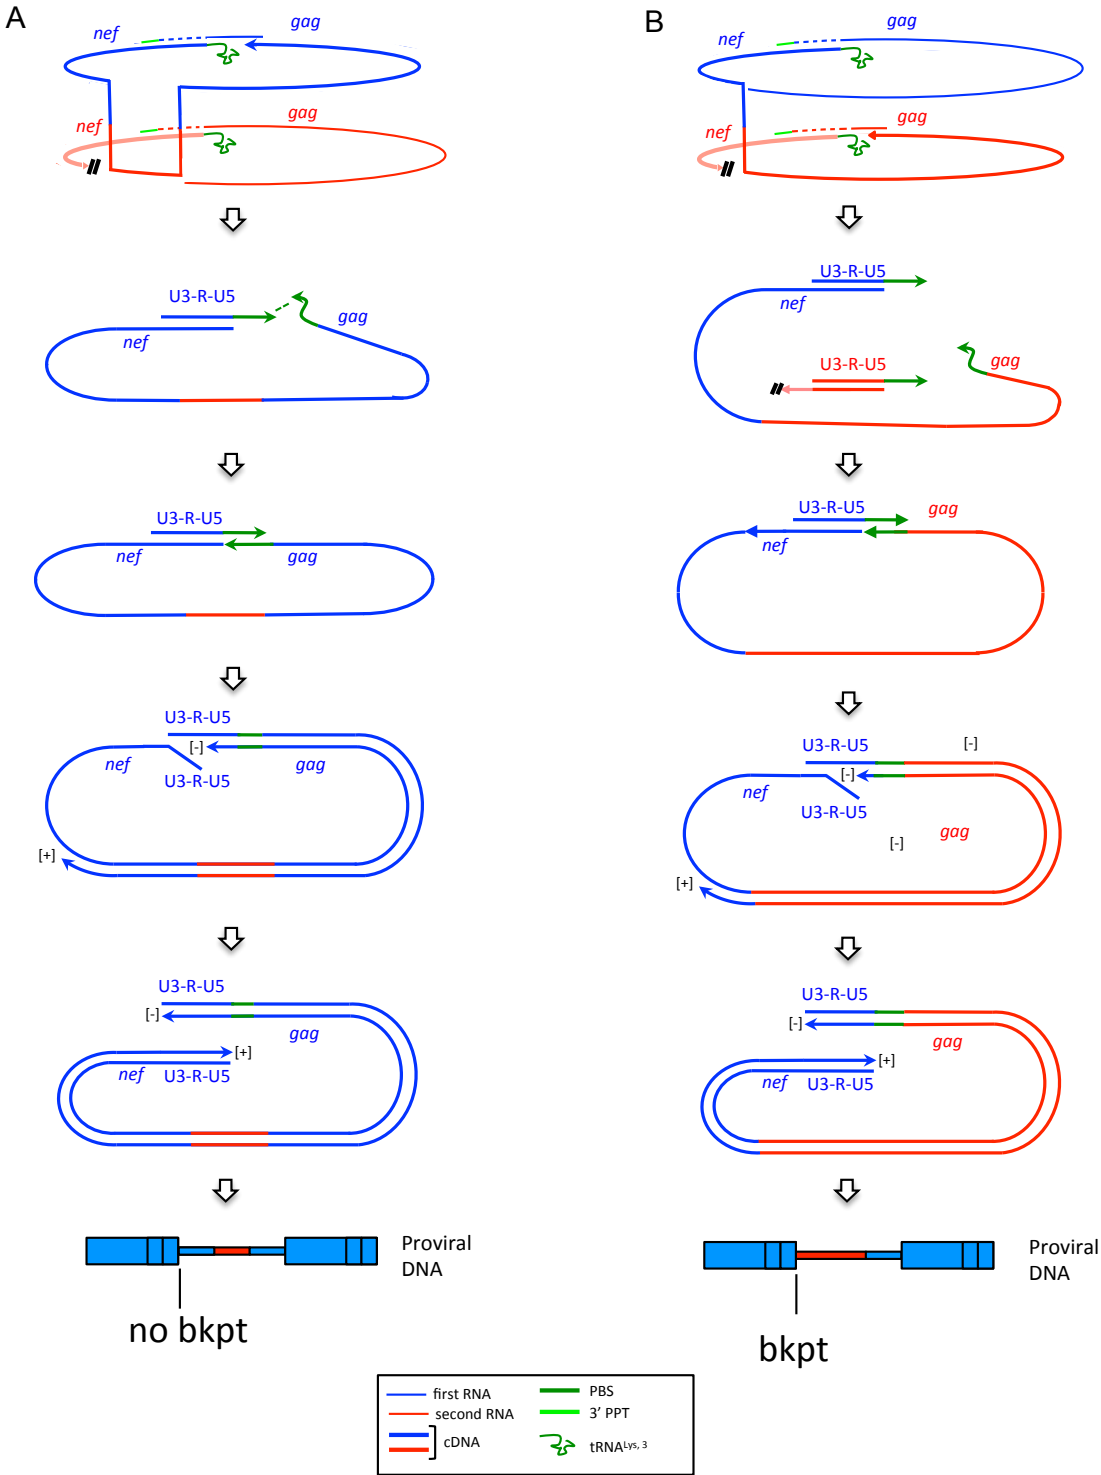 A
nef
gag
nef
gag
U3-R-U5
nef
gag
U3-R-U5
nef
gag
U3-R-U5
nef
[-]
gag
U3-R-U5
[+]
U3-R-U5
[-]
gag
[+]
nef
U3-R-U5
Proviral
DNA
no bkpt
B
nef
gag
nef
gag
U3-R-U5
nef
U3-R-U5
gag
U3-R-U5
gag
nef
U3-R-U5
[-]
nef
[-]
U3-R-U5
gag
[-]
[+]
U3-R-U5
[-]
gag
[+]
nef
U3-R-U5
Proviral
DNA
bkpt
first RNA
second RNA
cDNA
PBS
3' PPT
tRNALys, 3